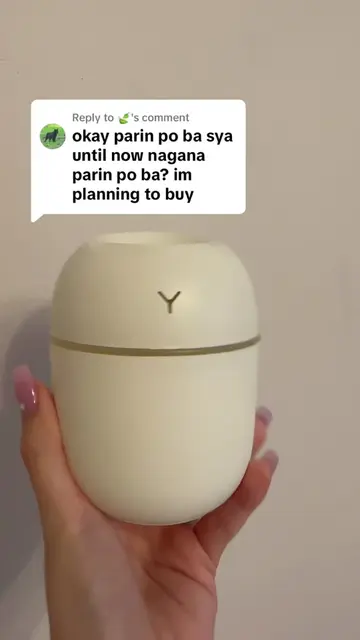 Reply to 🍃's comment
okay parin po ba sya
until now nagana
parin po ba? im
planning to buy
Y